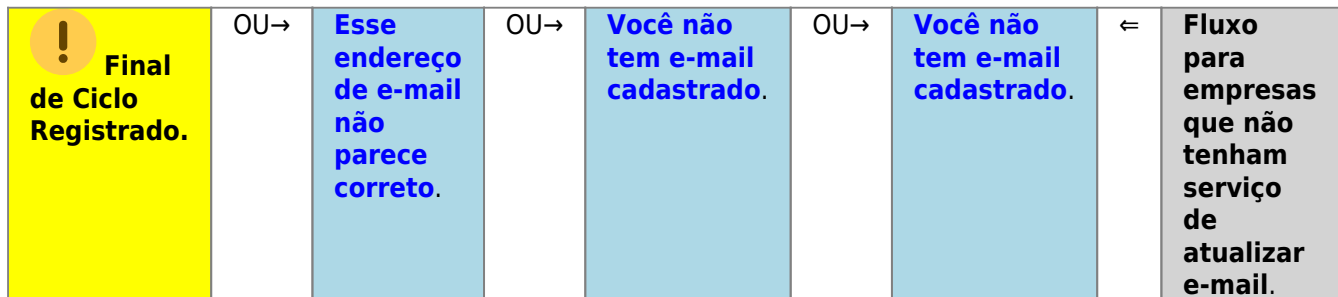 ! Final
de Ciclo
Registrado.
OU→
Esse
endereço
de e-mail
não
parece
correto.
OU→
Você não
tem e-mail
cadastrado.
OU→
Você não
tem e-mail
cadastrado.
⇐
Fluxo
para
empresas
que não
tenham
serviço
de
atualizar
e-mail.